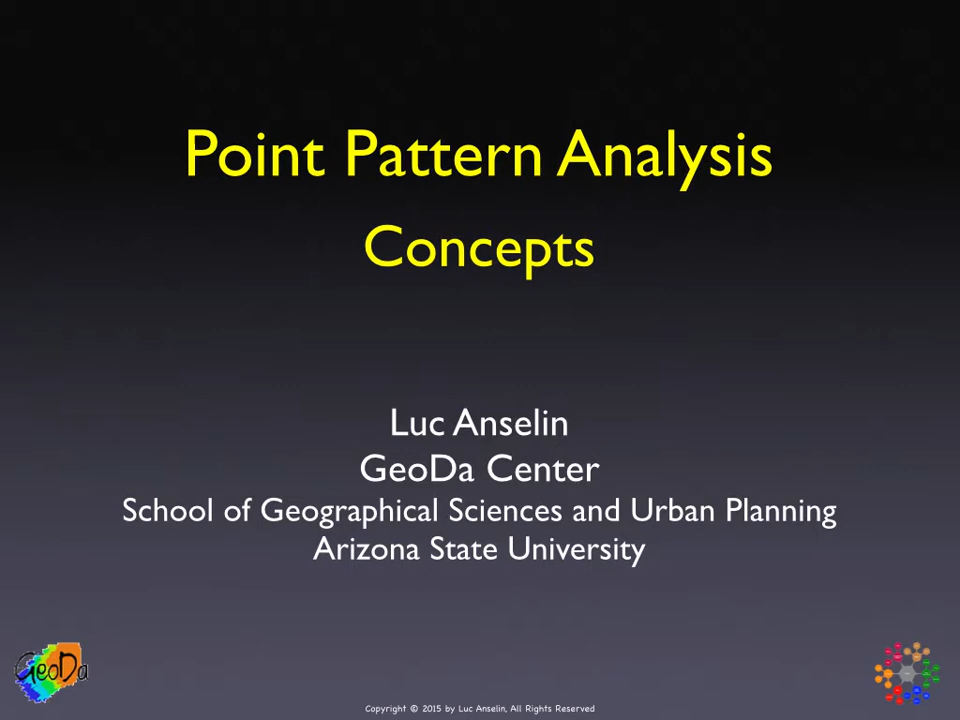 Point Pattern Analysis
Concepts
Luc Anselin
GeoDa Center
School of Geographical Sciences and Urban Planning
Arizona State University
GeoDa
Copyright © 2015 by Luc Anselin, All Rights Reserved